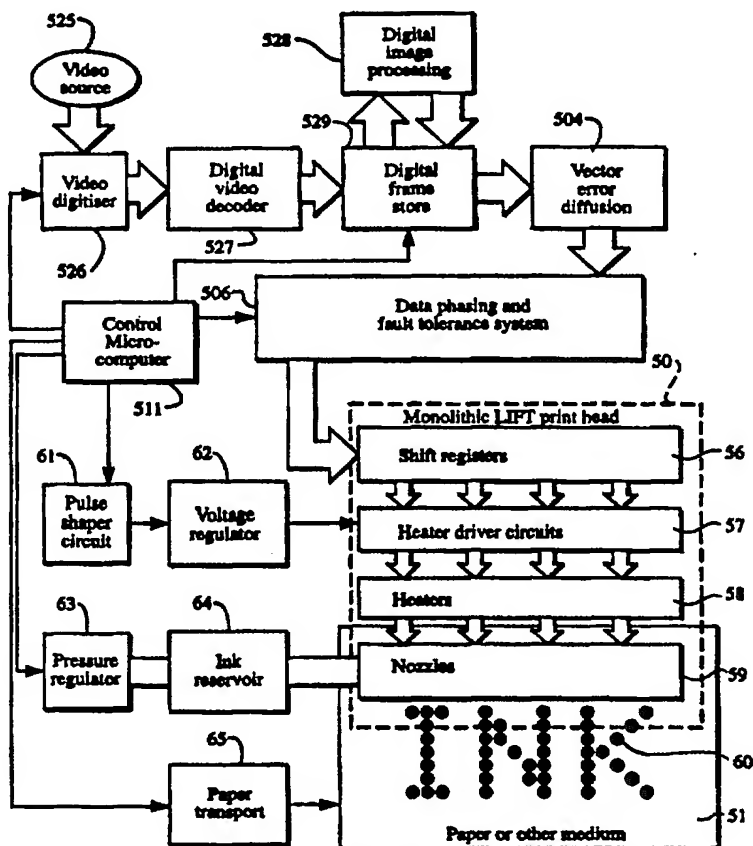 525
Video
source
528
Digital
image
processing
529
504
Video
digitiser
526
Digital
video
decoder
527
Digital
frame
store
Vector
error
diffusion
506
Data phasing and
fault tolerance system
Control
Micro-
computer
511
50
Monolithic LIFT print head
Shift registers
56
61
Pulse
shaper
circuit
62
Voltage
regulator
Heater driver circuits
57
Heaters
58
63
Pressure
regulator
64
Ink
reservoir
Nozzles
59
INK
60
65
Paper
transport
51
Paper or other medium